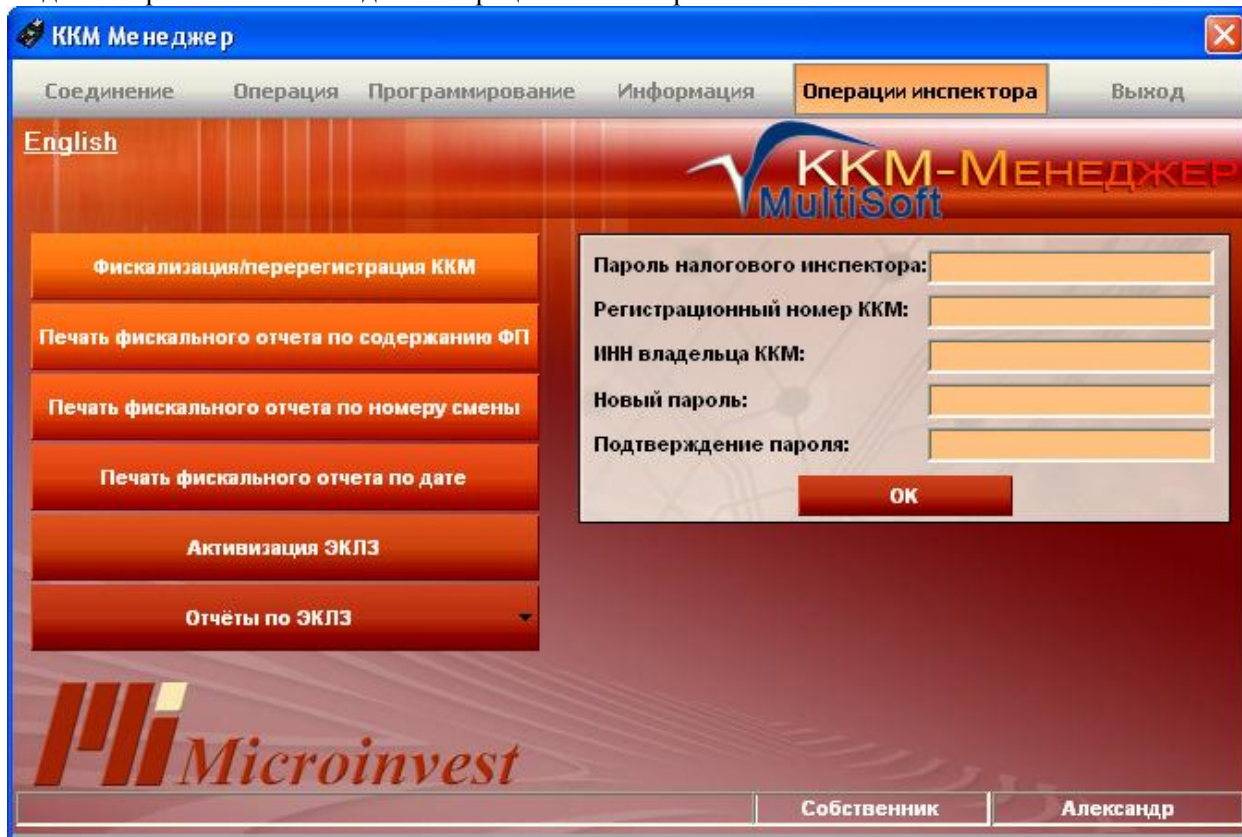 ККМ Менеджер
Соединение Операция Программирование Информация Операции инспектора Выход
English
ККМ-МЕНЕДЖЕР
MultiSoft
Фискализация/перерегистрация ККМ
Печать фискального отчета по содержанию ФП
Печать фискального отчета по номеру смены
Печать фискального отчета по дате
Активизация ЭКЛЗ
Отчёты по ЭКЛЗ
Пароль налогового инспектора:
Регистрационный номер ККМ:
ИНН владельца ККМ:
Новый пароль:
Подтверждение пароля:
ОК
Mi Microinvest
Собственник Александр